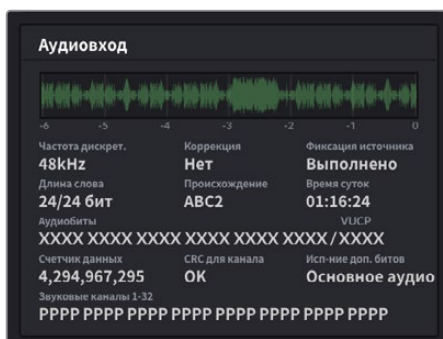 Аудиовход
-6 -5 -4 -3 -2 -1 0
Частота дискрет. Коррекция Фиксация источника
48kHz Нет Выполнено
Длина слова Происхождение Время суток
24/24 бит ABC2 01:16:24
Аудиобиты VUCP
XXXX XXXX XXXX XXXX XXXX XXXX/XXXX
Счетчик данных CRC для канала Исп-ние доп. битов
4,294,967,295 OK Основное аудио
Звуковые каналы 1-32
PPPP PPPP PPPP PPPP PPPP PPPP PPPP PPPP